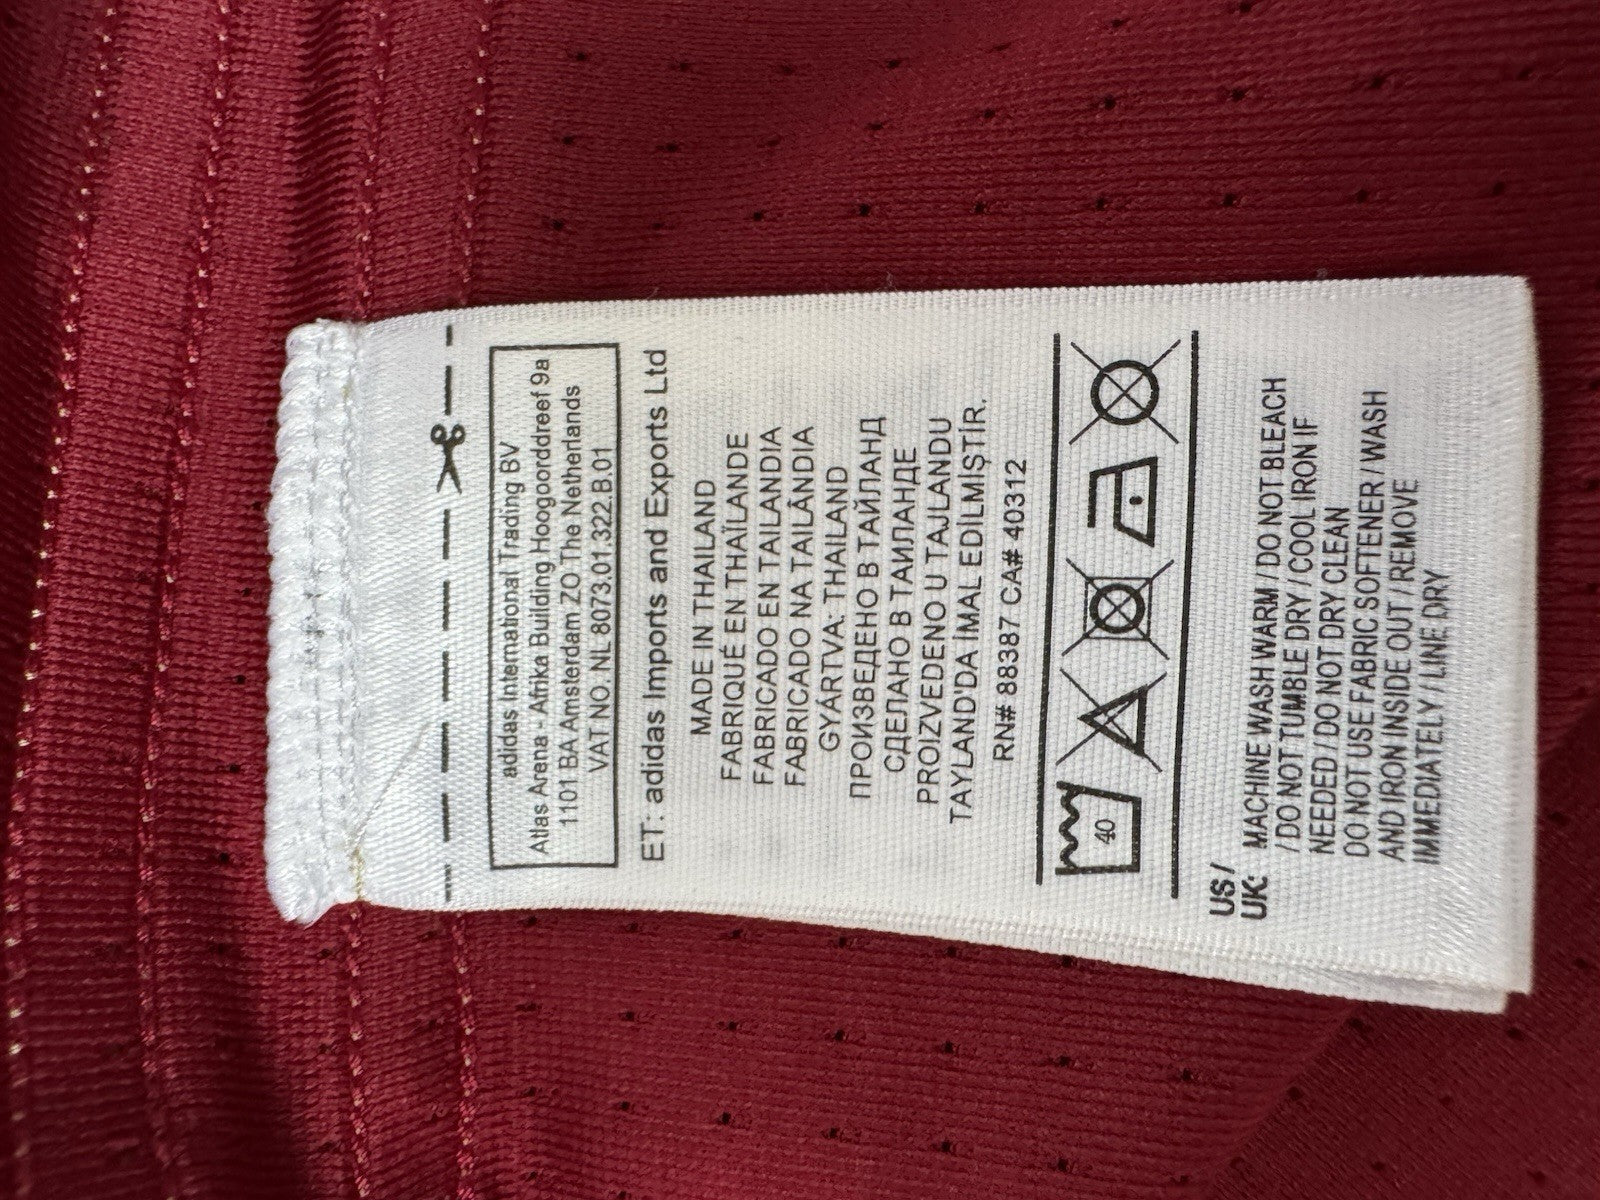 adidas International Trading BV
Atlas Arena - Afrika Building Hoogoorddreef 9a
1101 BA Amsterdam ZO The Netherlands
VAT NO. NL 8073.01.322.B.01
ET: adidas Imports and Exports Ltd
MADE IN THAILAND
FABRIQUÉ EN THAÏLANDE
FABRICADO EN TAILANDIA
FABRICADO NA TAILÂNDIA
GYÁRTVA: THAILAND
ПРОИЗВЕДЕНО В ТАЙЛАНД
СДЕЛАНО В ТАИЛАНДЕ
PROIZVEDENO U TAJLANDU
TAYLAND'DA İMAL EDİLMİŞTİR.
RN# 88387 CA# 40312
40
US /
UK: MACHINE WASH WARM / DO NOT BLEACH
/ DO NOT TUMBLE DRY / COOL IRON IF
NEEDED / DO NOT DRY CLEAN
DO NOT USE FABRIC SOFTENER / WASH
AND IRON INSIDE OUT / REMOVE
IMMEDIATELY / LINE DRY